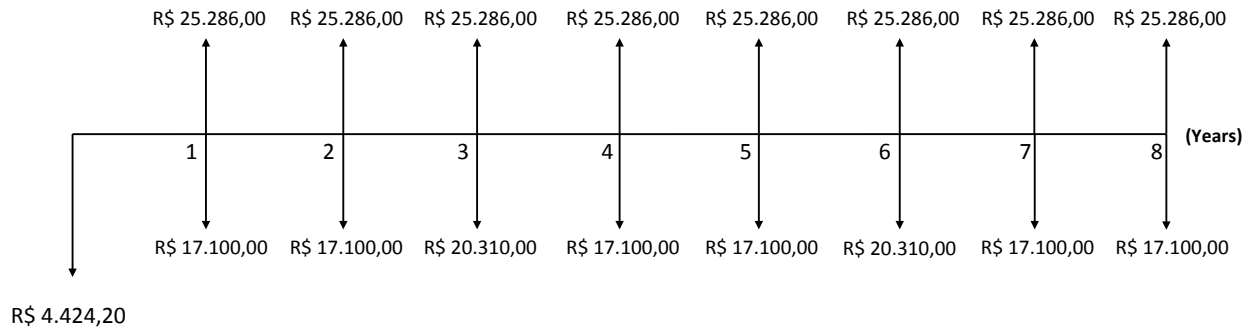 R$ 25.286,00 R$ 25.286,00 R$ 25.286,00 R$ 25.286,00 R$ 25.286,00 R$ 25.286,00 R$ 25.286,00 R$ 25.286,00
1 2 3 4 5 6 7 8 (Years)
R$ 17.100,00 R$ 17.100,00 R$ 20.310,00 R$ 17.100,00 R$ 17.100,00 R$ 20.310,00 R$ 17.100,00 R$ 17.100,00
R$ 4.424,20